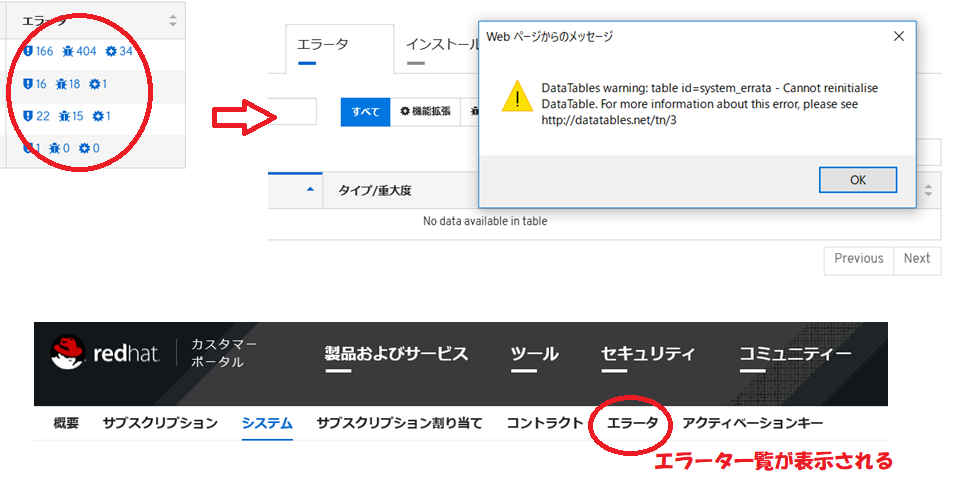 エラータ
166 404 34
16 18 1
22 15 1
1 0 0
エラータ
インストール
すべて
機能拡張
タイプ/重大度
No data available in table
Previous
Next
Web ページからのメッセージ
DataTables warning: table id=system_errata - Cannot reinitialise
DataTable. For more information about this error, please see
http://datatables.net/tn/3
OK
redhat.
カスタマー
ポータル
製品およびサービス
ツール
セキュリティ
コミュニティー
概要 サブスクリプション システム サブスクリプション割り当て コントラクト エラータ アクティベーションキー
エラーター覧が表示される